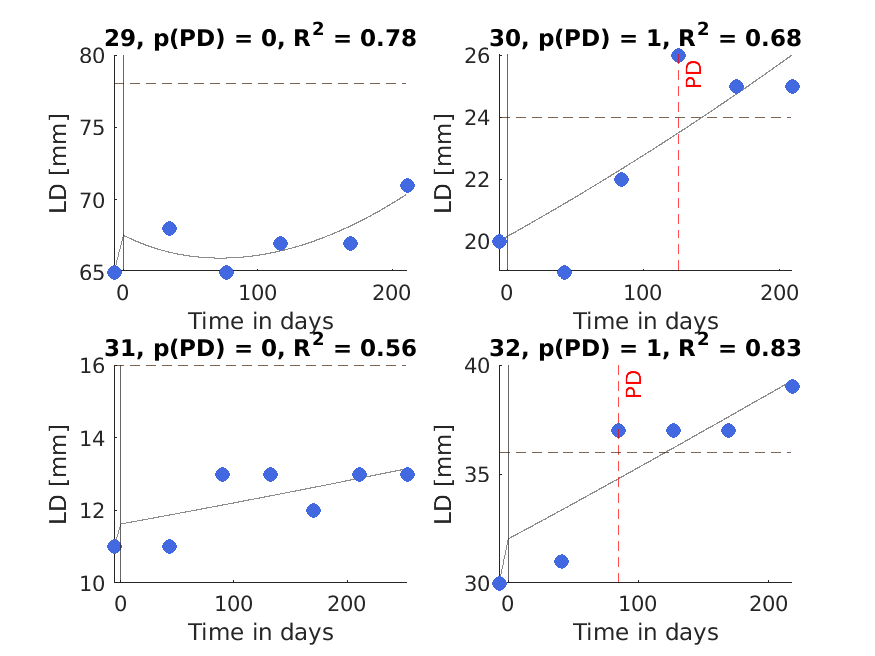 29, p(PD) = 0, R² = 0.78
80
75
70
65
LD [mm]
0 100 200
Time in days
30, p(PD) = 1, R² = 0.68
26
24
22
20
LD [mm]
PD
0 100 200
Time in days
31, p(PD) = 0, R² = 0.56
16
14
12
10
LD [mm]
0 100 200
Time in days
32, p(PD) = 1, R² = 0.83
40
35
30
LD [mm]
PD
0 100 200
Time in days